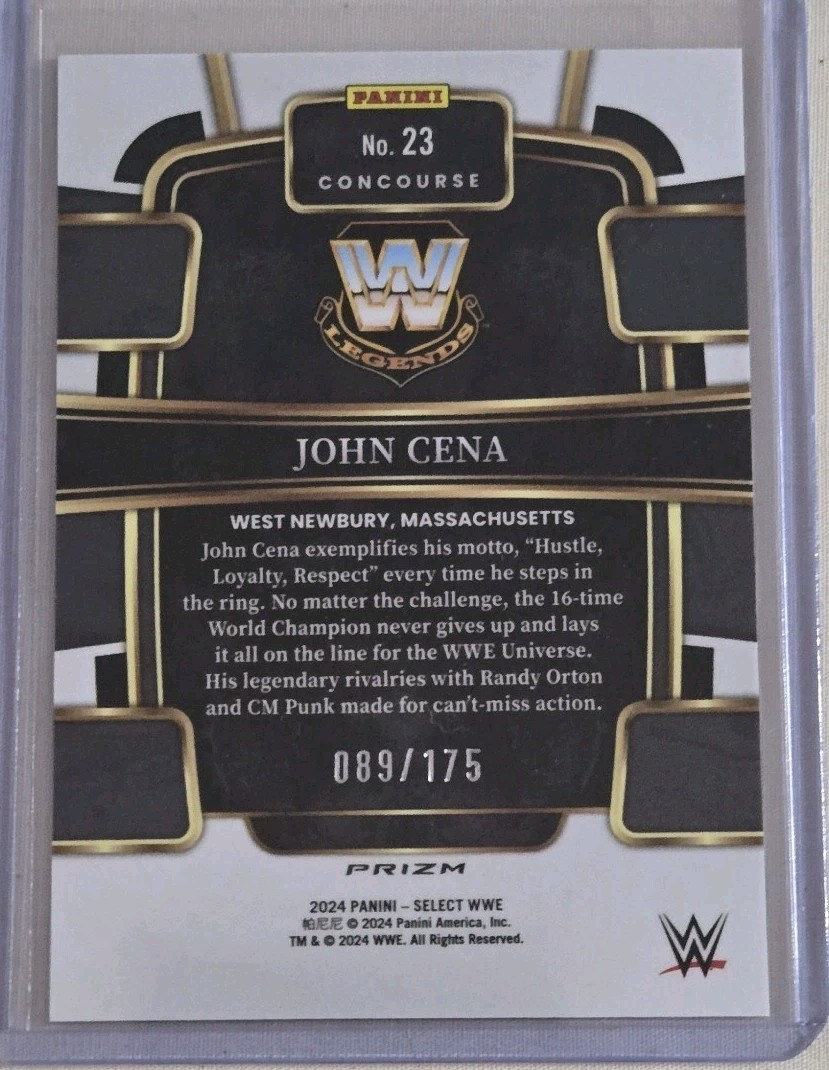 PANINI
No. 23
CONCOURSE
WW
LEGENDS
JOHN CENA
WEST NEWBURY, MASSACHUSETTS
John Cena exemplifies his motto, “Hustle,
Loyalty, Respect” every time he steps in
the ring. No matter the challenge, the 16-time
World Champion never gives up and lays
it all on the line for the WWE Universe.
His legendary rivalries with Randy Orton
and CM Punk made for can't-miss action.
089/175
PRIZM
2024 PANINI – SELECT WWE
帕尼尼 © 2024 Panini America, Inc.
TM & © 2024 WWE. All Rights Reserved.
W